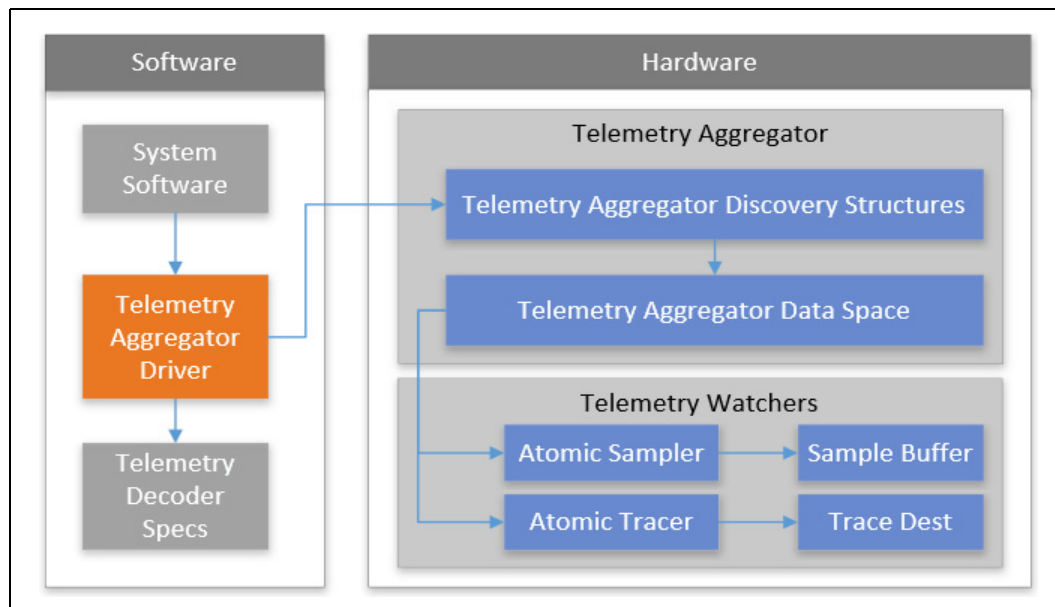 Software
System
Software
Telemetry
Aggregator
Driver
Telemetry
Decoder
Specs
Hardware
Telemetry Aggregator
Telemetry Aggregator Discovery Structures
Telemetry Aggregator Data Space
Telemetry Watchers
Atomic Sampler
Sample Buffer
Atomic Tracer
Trace Dest